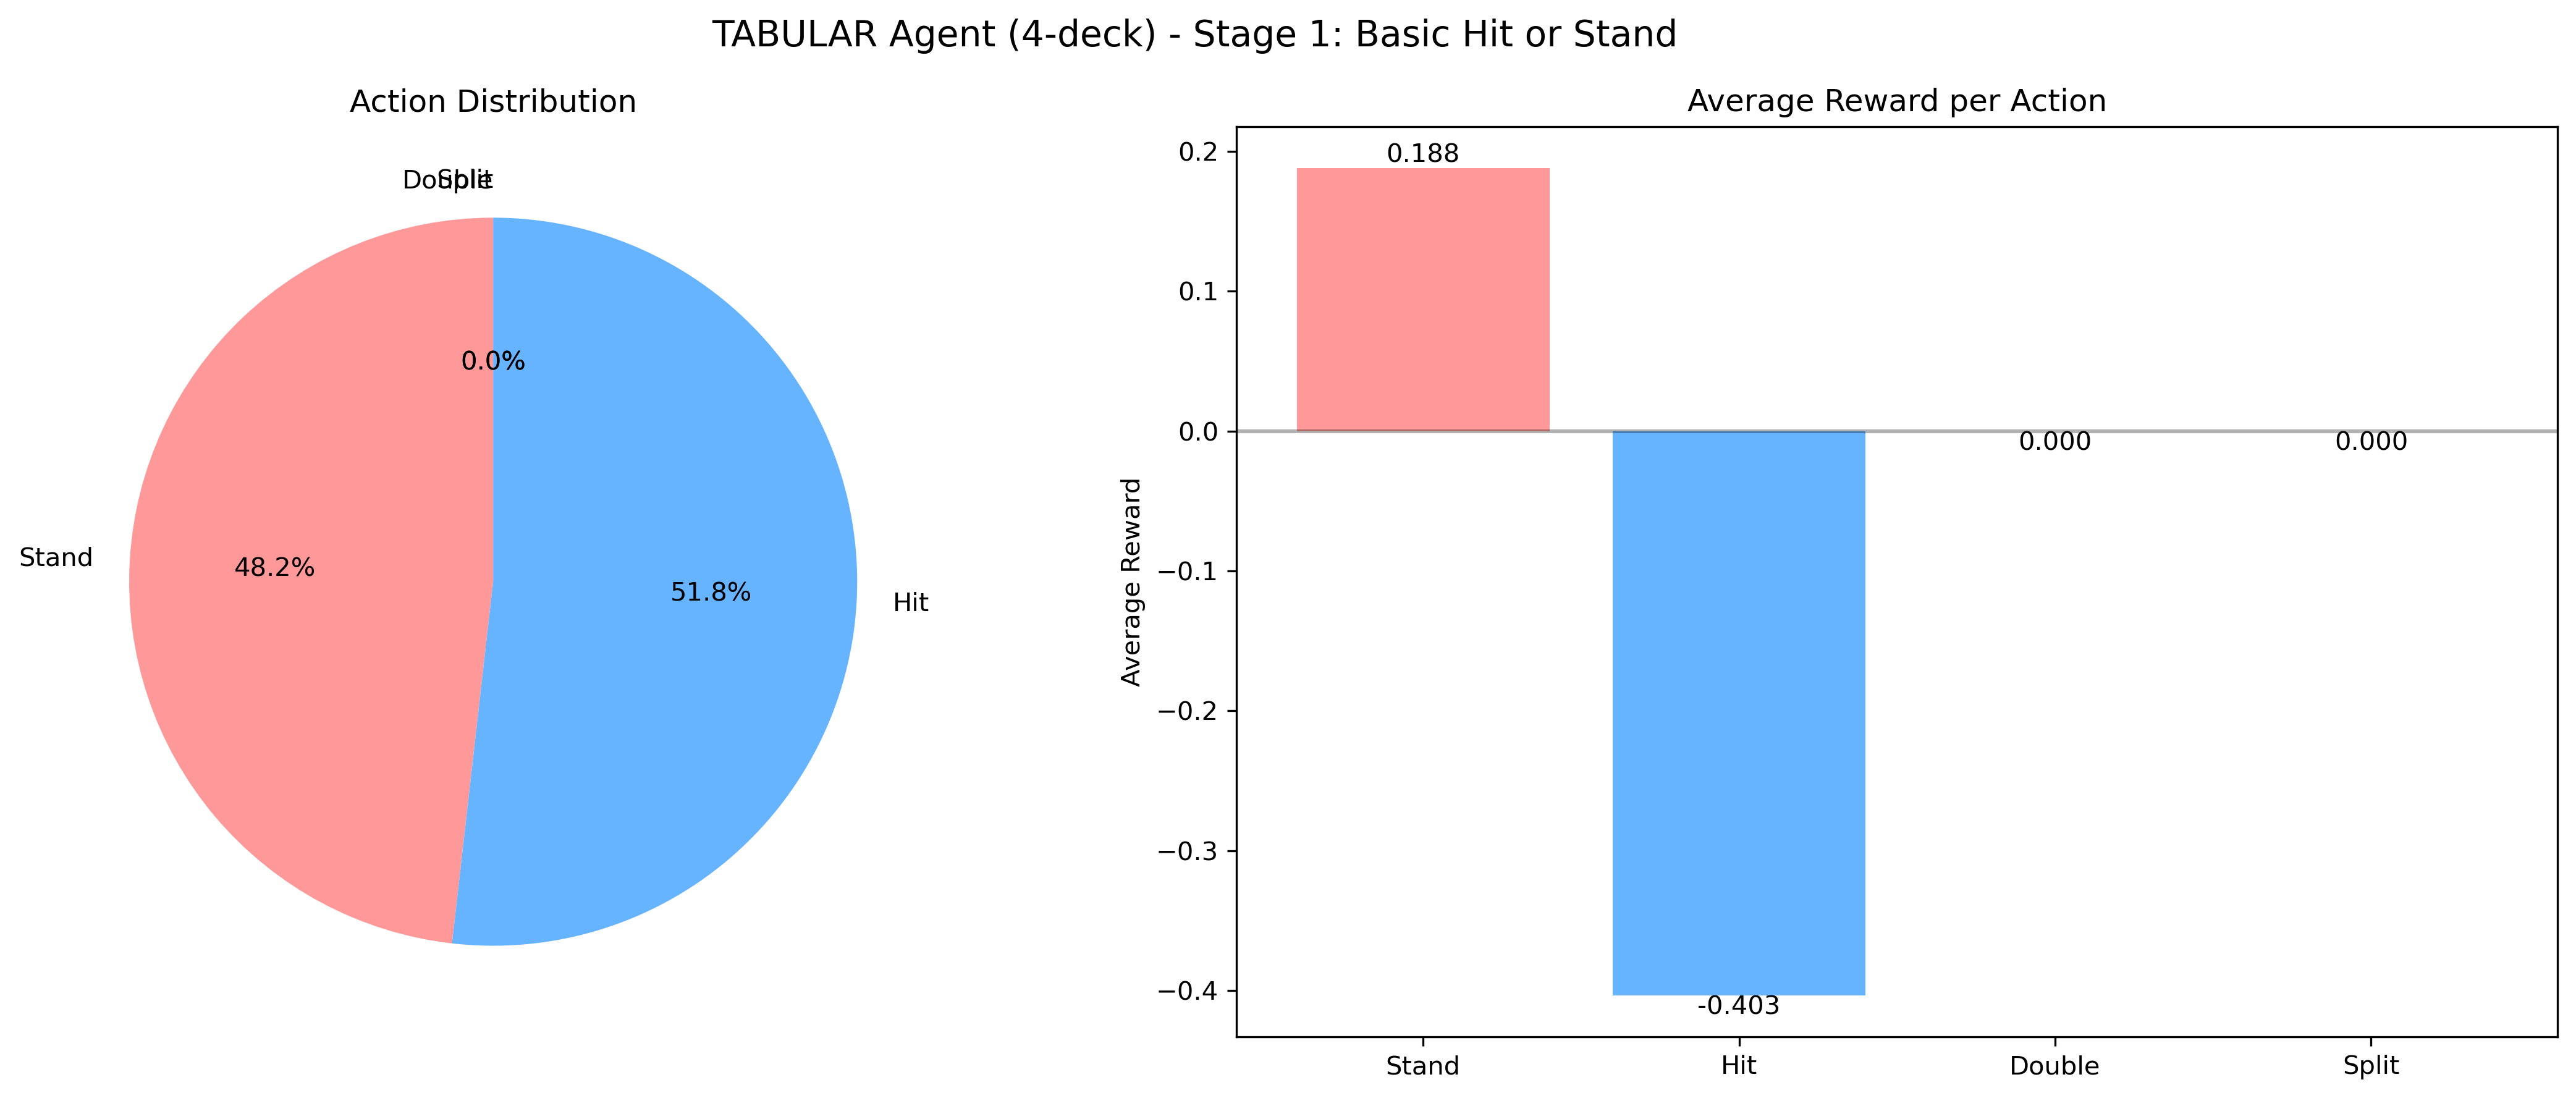 TABULAR Agent (4-deck) - Stage 1: Basic Hit or Stand
Action Distribution
Double
Split
0.0%
Stand
48.2%
51.8%
Hit
Average Reward per Action
Average Reward
0.2
0.1
0.0
−0.1
−0.2
−0.3
−0.4
0.188
-0.403
0.000
0.000
Stand
Hit
Double
Split